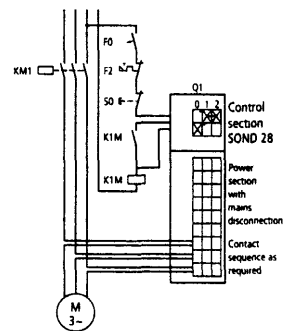 F0
KM1
F2
Q1
S0
0 1 2
Control
section
SOND 28
K1M
K1M
Power
section
with
mains
disconnection
Contact
sequence as
required
M
3~